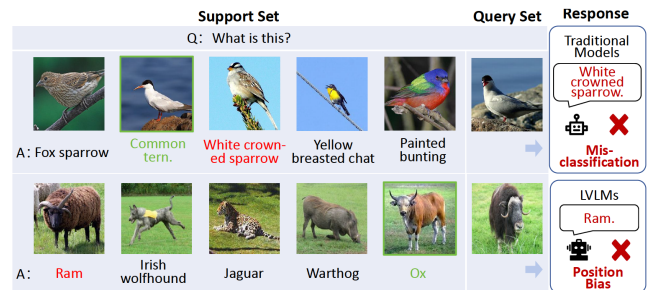 Support Set
Query Set
Response
Q: What is this?
Traditional
Models
White
crowned
sparrow.
Mis-
classification
A: Fox sparrow
Common
tern.
White crown-
ed sparrow
Yellow
breasted chat
Painted
bunting
LVLMs
Ram.
Position
Bias
A:
Ram
Irish
wolfhound
Jaguar
Warthog
Ox